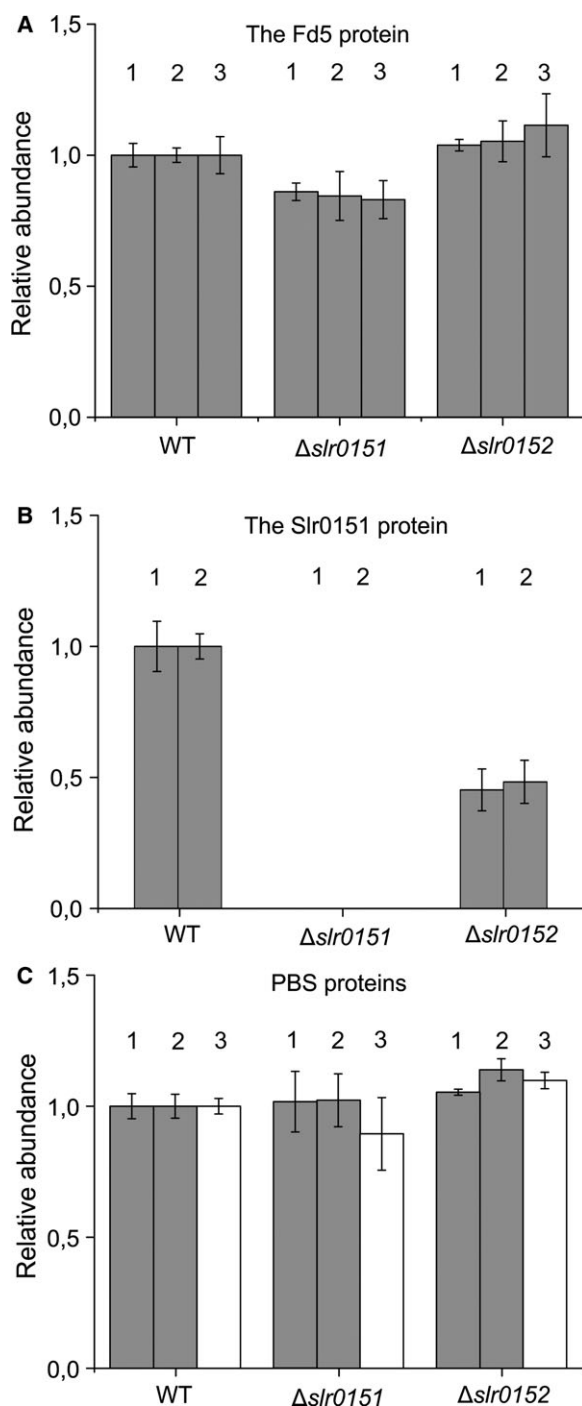 A
The Fd5 protein
1,5
1 2 3 1 2 3 1 2 3
1,0
Relative abundance
0,5
0,0
WT Δslr0151 Δslr0152
B
The Slr0151 protein
1,5
1 2 1 2 1 2
1,0
Relative abundance
0,5
0,0
WT Δslr0151 Δslr0152
C
PBS proteins
1,5
1 2 3 1 2 3 1 2 3
1,0
Relative abundance
0,5
0,0
WT Δslr0151 Δslr0152